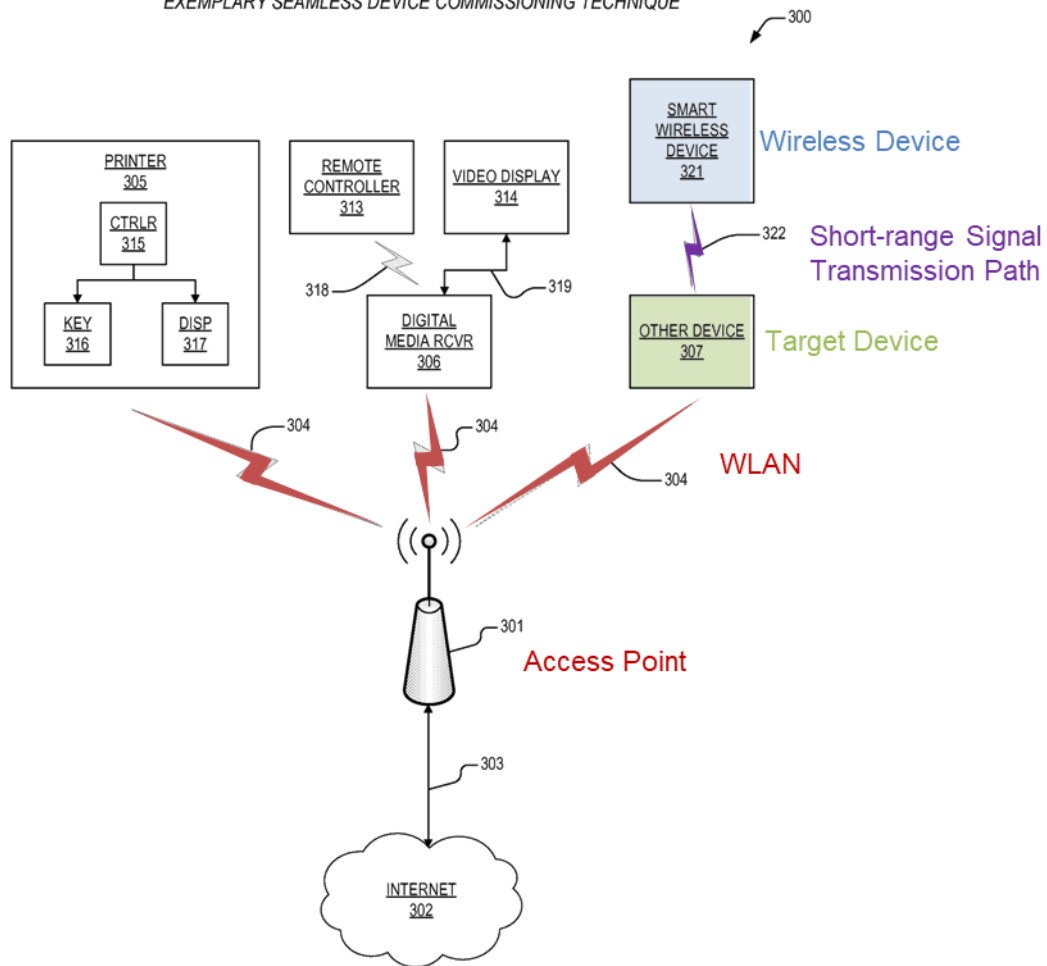 EXEMPLARY SEAMLESS DEVICE COMMISSIONING TECHNIQUE
300
SMART
WIRELESS
DEVICE
321
Wireless Device
PRINTER
305
REMOTE
CONTROLLER
313
VIDEO DISPLAY
314
CTRLR
315
322
Short-range Signal
Transmission Path
318
319
KEY
316
DISP
317
DIGITAL
MEDIA RCVR
306
OTHER DEVICE
307
Target Device
304
304
304
WLAN
301
Access Point
303
INTERNET
302